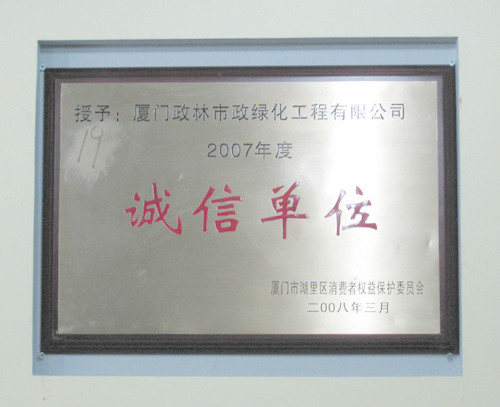 授予：厦门政林市政绿化工程有限公司
19
2007年度
诚信单位
厦门市湖里区消费者权益保护委员会
二00八年三月